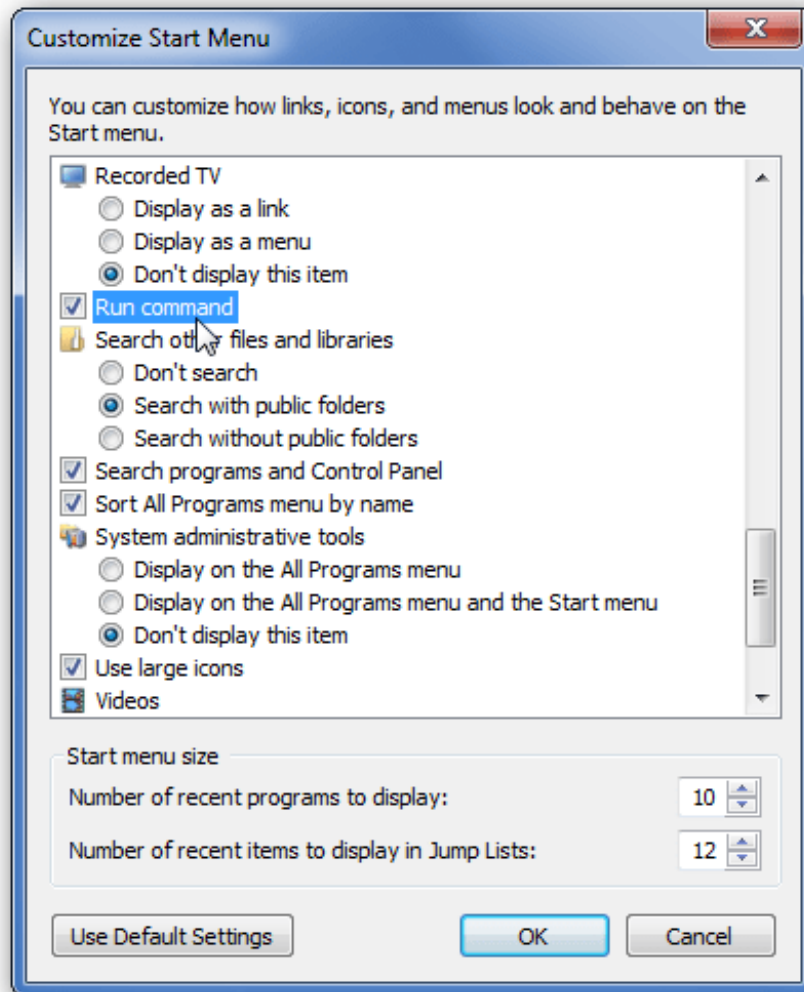 Customize Start Menu
You can customize how links, icons, and menus look and behave on the
Start menu.
Recorded TV
Display as a link
Display as a menu
Don't display this item
Run command
Search other files and libraries
Don't search
Search with public folders
Search without public folders
Search programs and Control Panel
Sort All Programs menu by name
System administrative tools
Display on the All Programs menu
Display on the All Programs menu and the Start menu
Don't display this item
Use large icons
Videos
Start menu size
Number of recent programs to display: 10
Number of recent items to display in Jump Lists: 12
Use Default Settings OK Cancel